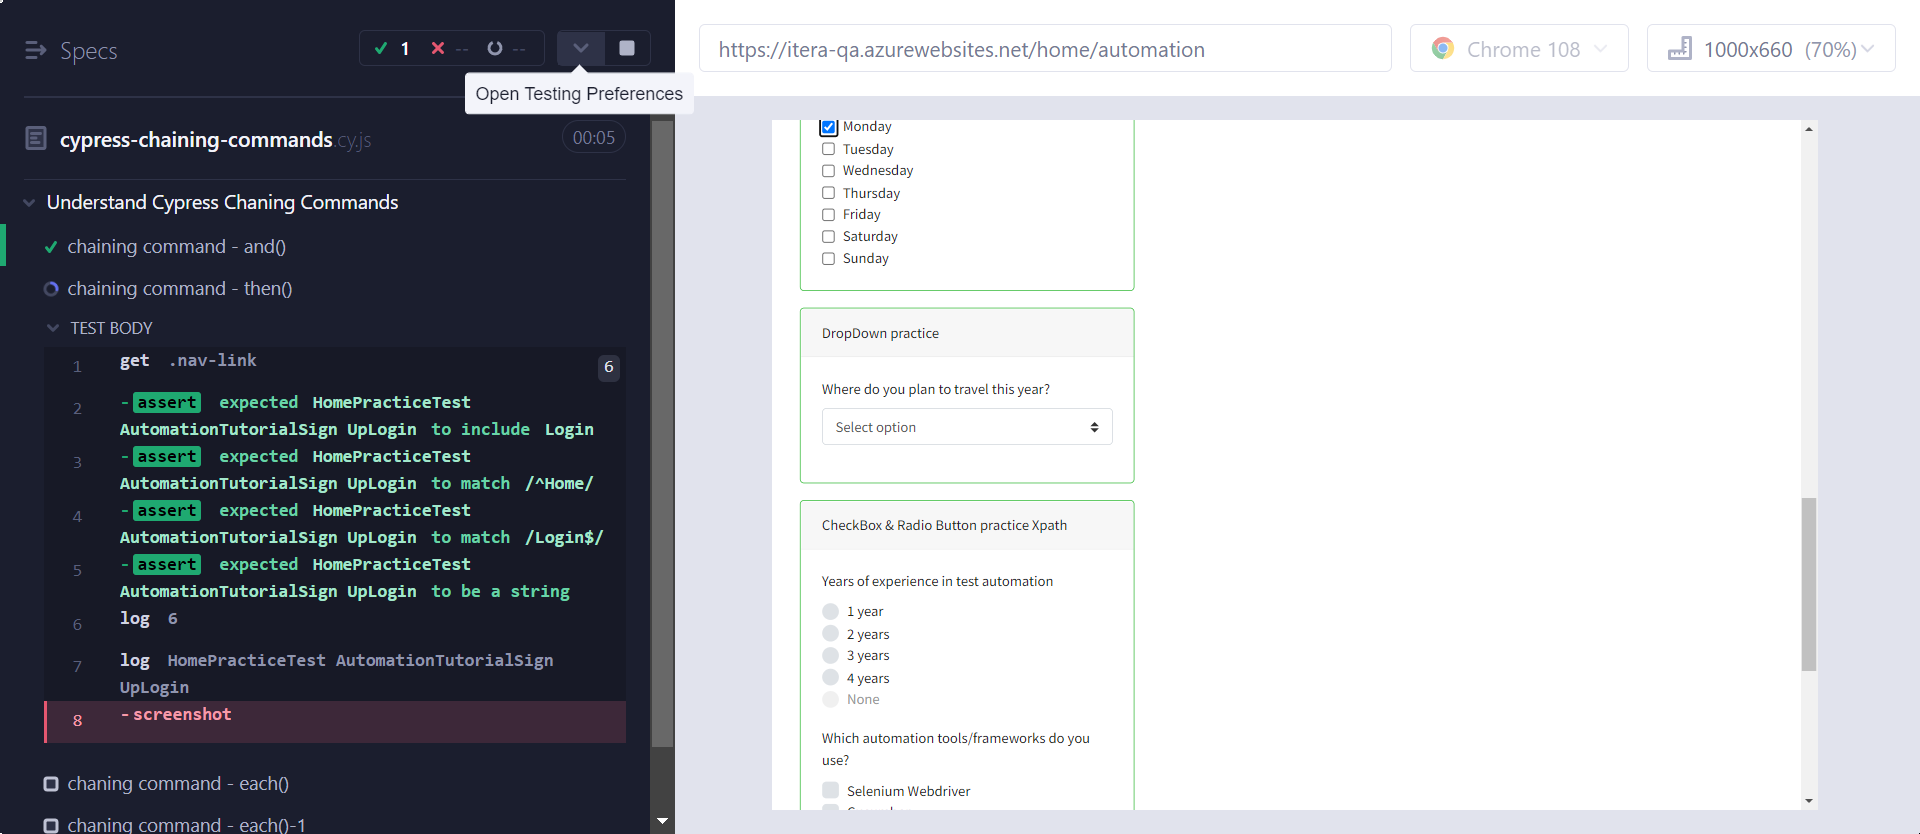 Specs
1 -- --
Open Testing Preferences
cypress-chaining-commands.cy.js 00:05
Understand Cypress Chaning Commands
chaining command - and()
chaining command - then()
TEST BODY
1 get .nav-link 6
2 -assert expected HomePracticeTest
AutomationTutorialSign UpLogin to include Login
3 -assert expected HomePracticeTest
AutomationTutorialSign UpLogin to match /^Home/
4 -assert expected HomePracticeTest
AutomationTutorialSign UpLogin to match /Login$/
5 -assert expected HomePracticeTest
AutomationTutorialSign UpLogin to be a string
6 log 6
7 log HomePracticeTest AutomationTutorialSign
UpLogin
8 -screenshot
chaning command - each()
chaning command - each()-1
https://itera-qa.azurewebsites.net/home/automation
Chrome 108
1000x660 (70%)
Monday
Tuesday
Wednesday
Thursday
Friday
Saturday
Sunday
DropDown practice
Where do you plan to travel this year?
Select option
CheckBox & Radio Button practice Xpath
Years of experience in test automation
1 year
2 years
3 years
4 years
None
Which automation tools/frameworks do you
use?
Selenium Webdriver